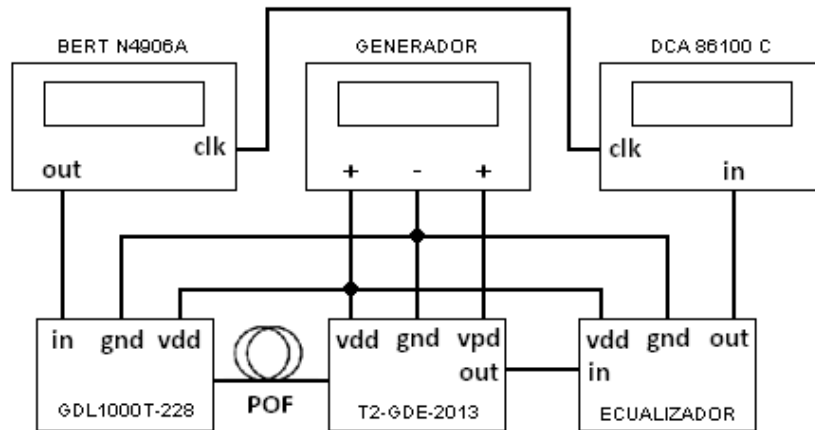 BERT N4906A
GENERADOR
DCA 86100 C
clk
out
+ - +
clk
in
in gnd vdd
vdd gnd vpd
out
vdd gnd out
in
POF
GDL1000T-228
T2-GDE-2013
ECUALIZADOR